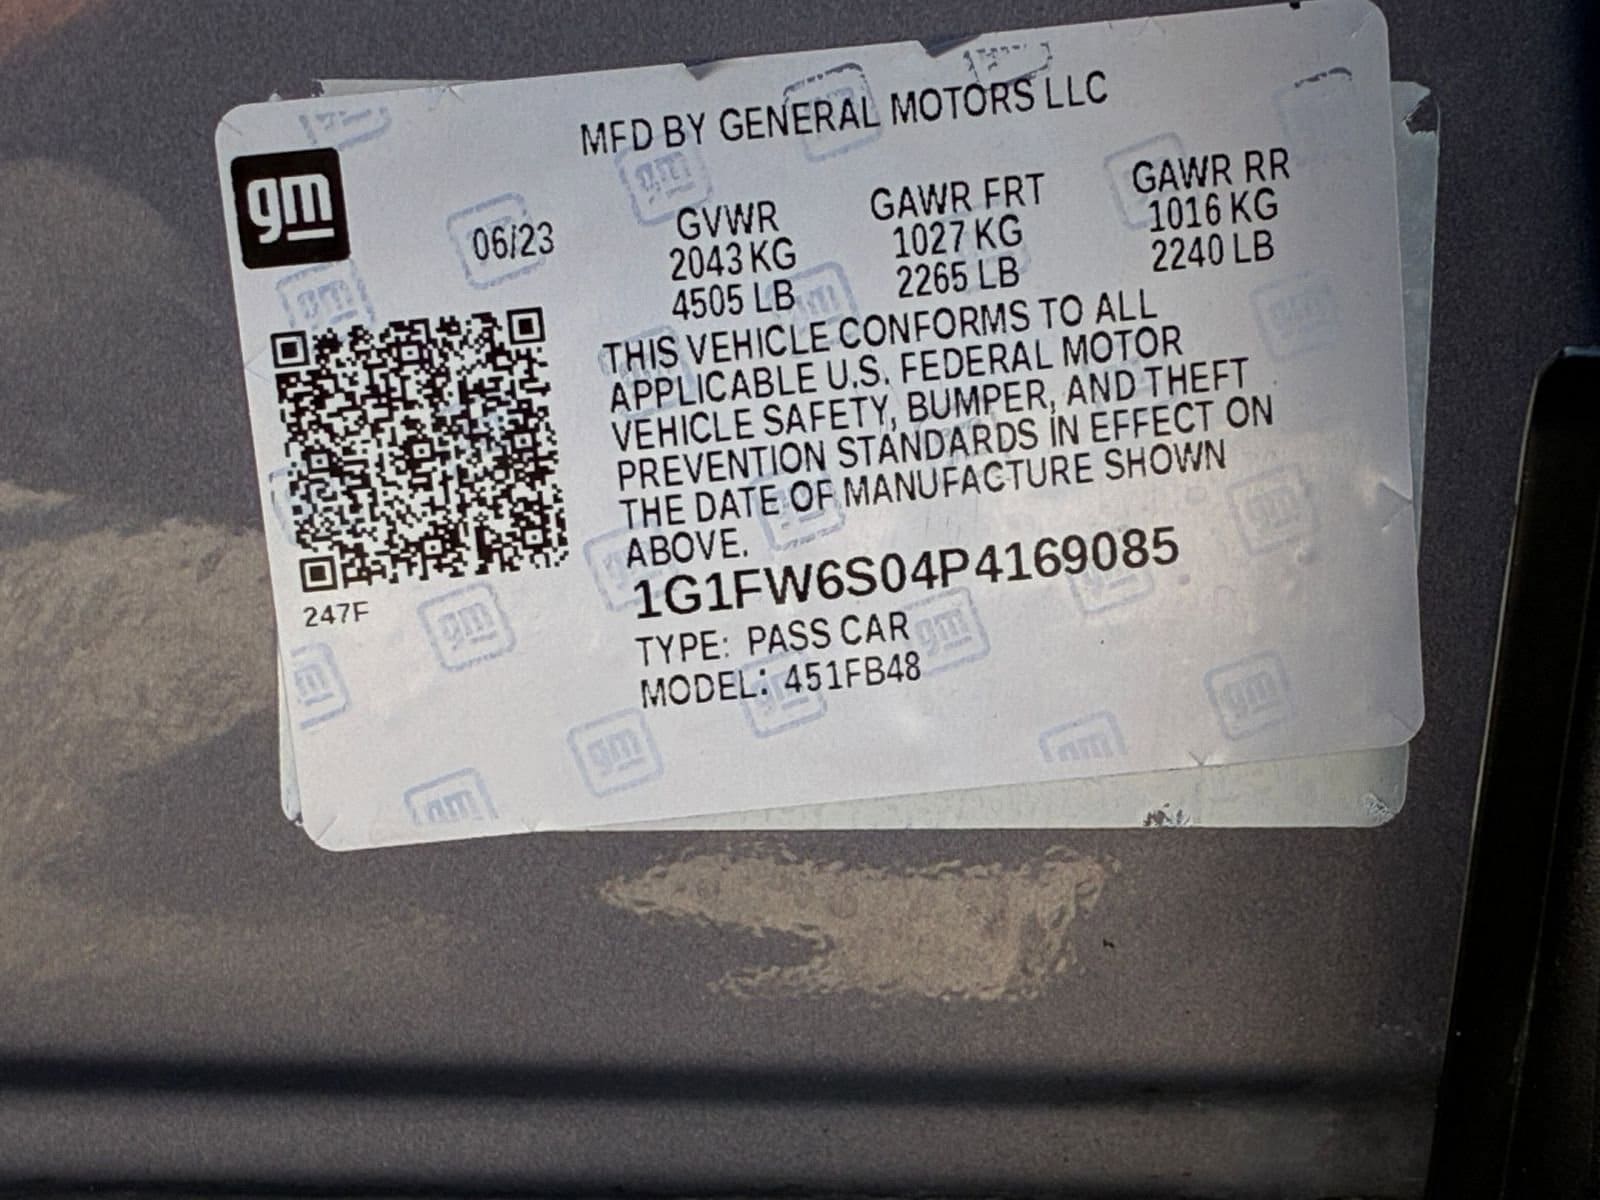 MFD BY GENERAL MOTORS LLC
gm
06/23
GVWR
2043 KG
4505 LB
GAWR FRT
1027 KG
2265 LB
GAWR RR
1016 KG
2240 LB
THIS VEHICLE CONFORMS TO ALL
APPLICABLE U.S. FEDERAL MOTOR
VEHICLE SAFETY, BUMPER, AND THEFT
PREVENTION STANDARDS IN EFFECT ON
THE DATE OF MANUFACTURE SHOWN
ABOVE.
247F
1G1FW6S04P4169085
TYPE: PASS CAR
MODEL: 451FB48